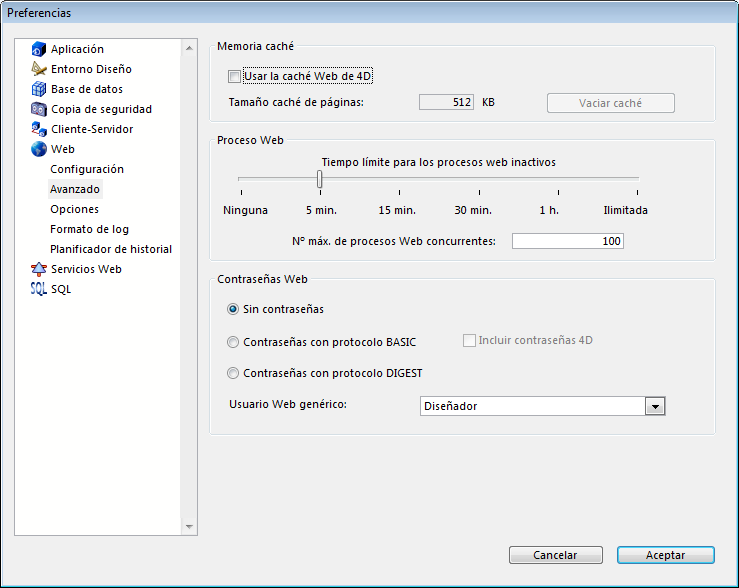 Preferencias
Aplicación
Entorno Diseño
Base de datos
Copia de seguridad
Cliente-Servidor
Web
Configuración
Avanzado
Opciones
Formato de log
Planificador de historial
Servicios Web
SQL SQL
Memoria caché
Usar la caché Web de 4D
Tamaño caché de páginas: 512 KB Vaciar caché
Proceso Web
Tiempo límite para los procesos web inactivos
Ninguna 5 min. 15 min. 30 min. 1 h. Ilimitada
Nº máx. de procesos Web concurrentes: 100
Contraseñas Web
Sin contraseñas
Contraseñas con protocolo BASIC Incluir contraseñas 4D
Contraseñas con protocolo DIGEST
Usuario Web genérico: Diseñador
Cancelar Aceptar